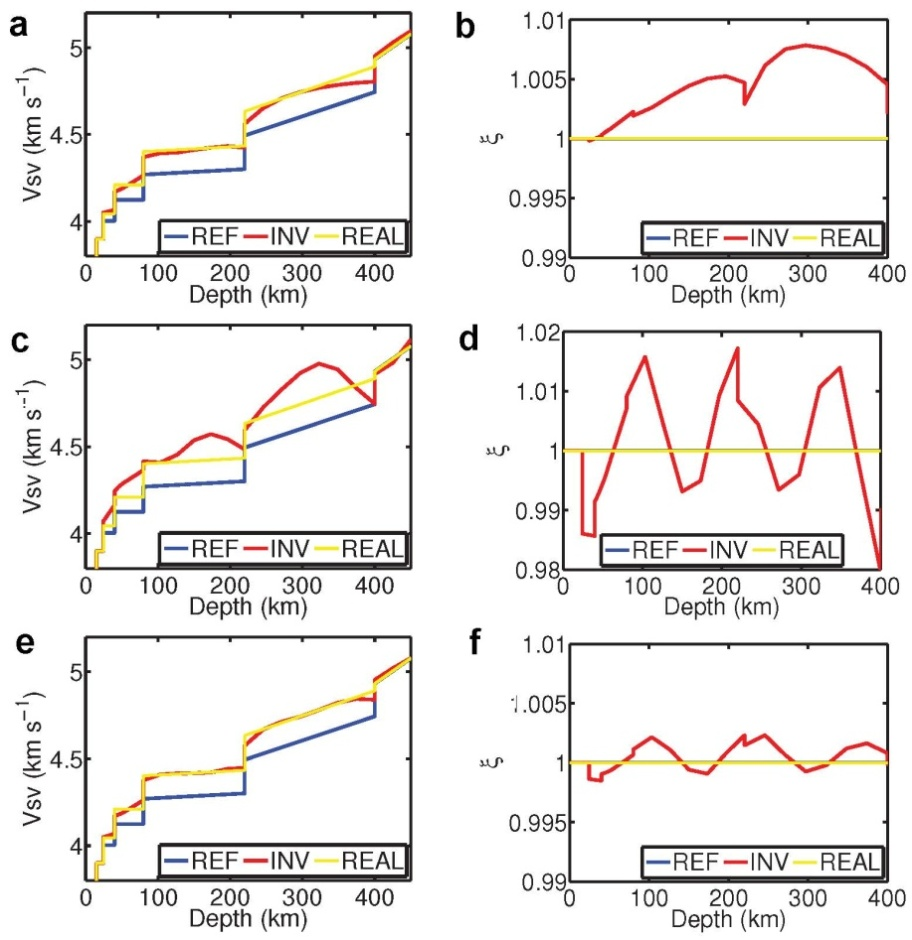 a
Vsv (km s⁻¹)
5
4.5
4
0 100 200 300 400
Depth (km)
REF INV REAL
b
ξ
1.01
1.005
1
0.995
0.99
0 100 200 300 400
Depth (km)
REF INV REAL
c
Vsv (km s⁻¹)
5
4.5
4
0 100 200 300 400
Depth (km)
REF INV REAL
d
ξ
1.02
1.01
1
0.99
0.98
0 100 200 300 400
Depth (km)
REF INV REAL
e
Vsv (km s⁻¹)
5
4.5
4
0 100 200 300 400
Depth (km)
REF INV REAL
f
ξ
1.01
1.005
1
0.995
0.99
0 100 200 300 400
Depth (km)
REF INV REAL